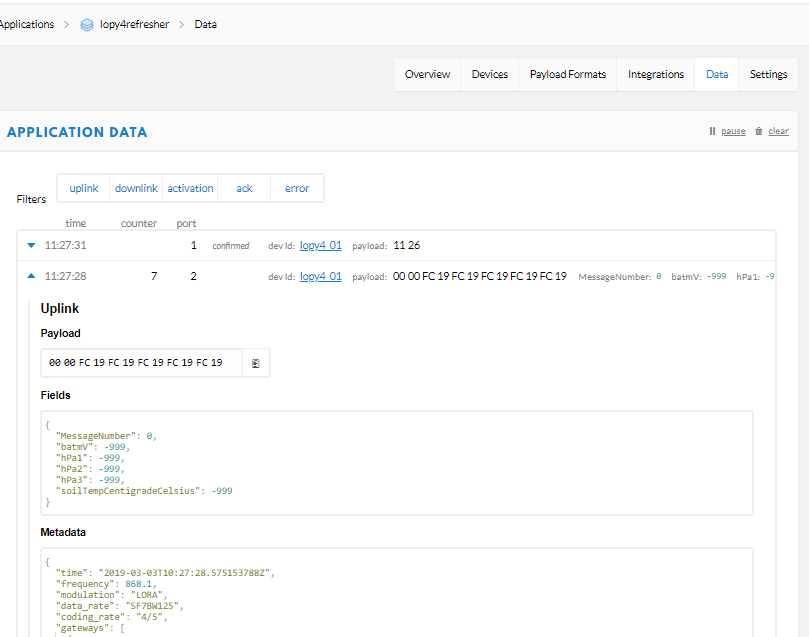 Applications > lopy4refresher > Data
Overview Devices Payload Formats Integrations Data Settings
APPLICATION DATA
pause clear
Filters uplink downlink activation ack error
time counter port
11:27:31 1 confirmed dev id: lopy4_01 payload: 11 26
11:27:28 7 2 dev id: lopy4_01 payload: 00 00 FC 19 FC 19 FC 19 FC 19 FC 19 MessageNumber: 0 batmV: -999 hPa1: -9
Uplink
Payload
00 00 FC 19 FC 19 FC 19 FC 19 FC 19
Fields
{
"MessageNumber": 0,
"batmV": -999,
"hPa1": -999,
"hPa2": -999,
"hPa3": -999,
"soilTempCentigradeCelsius": -999
}
Metadata
{
"time": "2019-03-03T10:27:28.575153788Z",
"frequency": 868.1,
"modulation": "LORA",
"data_rate": "SF7BW125",
"coding_rate": "4/5",
"gateways": [